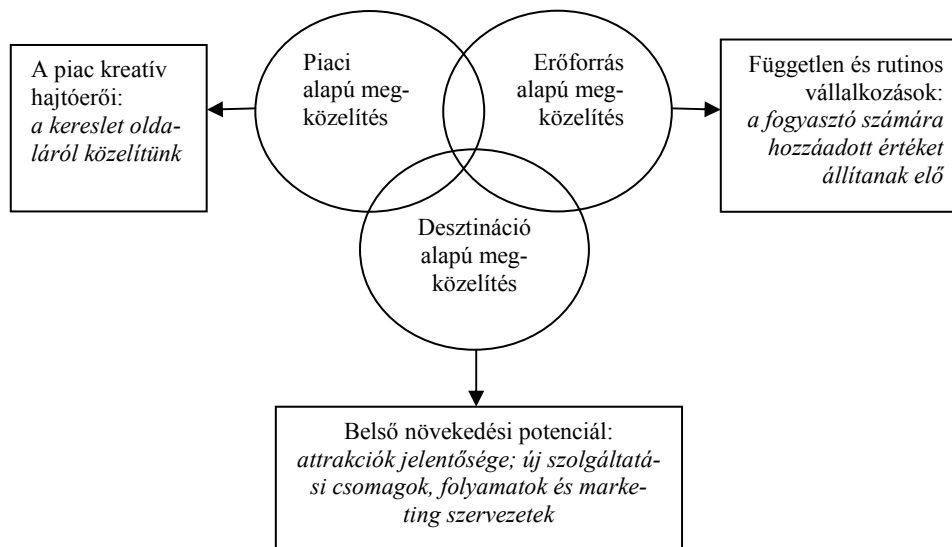 A piac kreatív
hajtóerői:
a kereslet olda-
láról közelítünk
Piaci
alapú meg-
közelítés
Erőforrás
alapú meg-
közelítés
Független és rutinos
vállalkozások:
a fogyasztó számára
hozzáadott értéket
állítanak elő
Desztináció
alapú meg-
közelítés
Belső növekedési potenciál:
attrakciók jelentősége; új szolgáltatá-
si csomagok, folyamatok és marke-
ting szervezetek